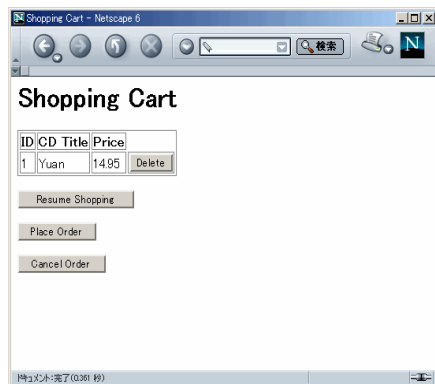 Shopping Cart - Netscape 6
検索
N
Shopping Cart
ID CD Title Price
1 Yuan 14.95 Delete
Resume Shopping
Place Order
Cancel Order
ドキュメント:完了(0.361 秒)